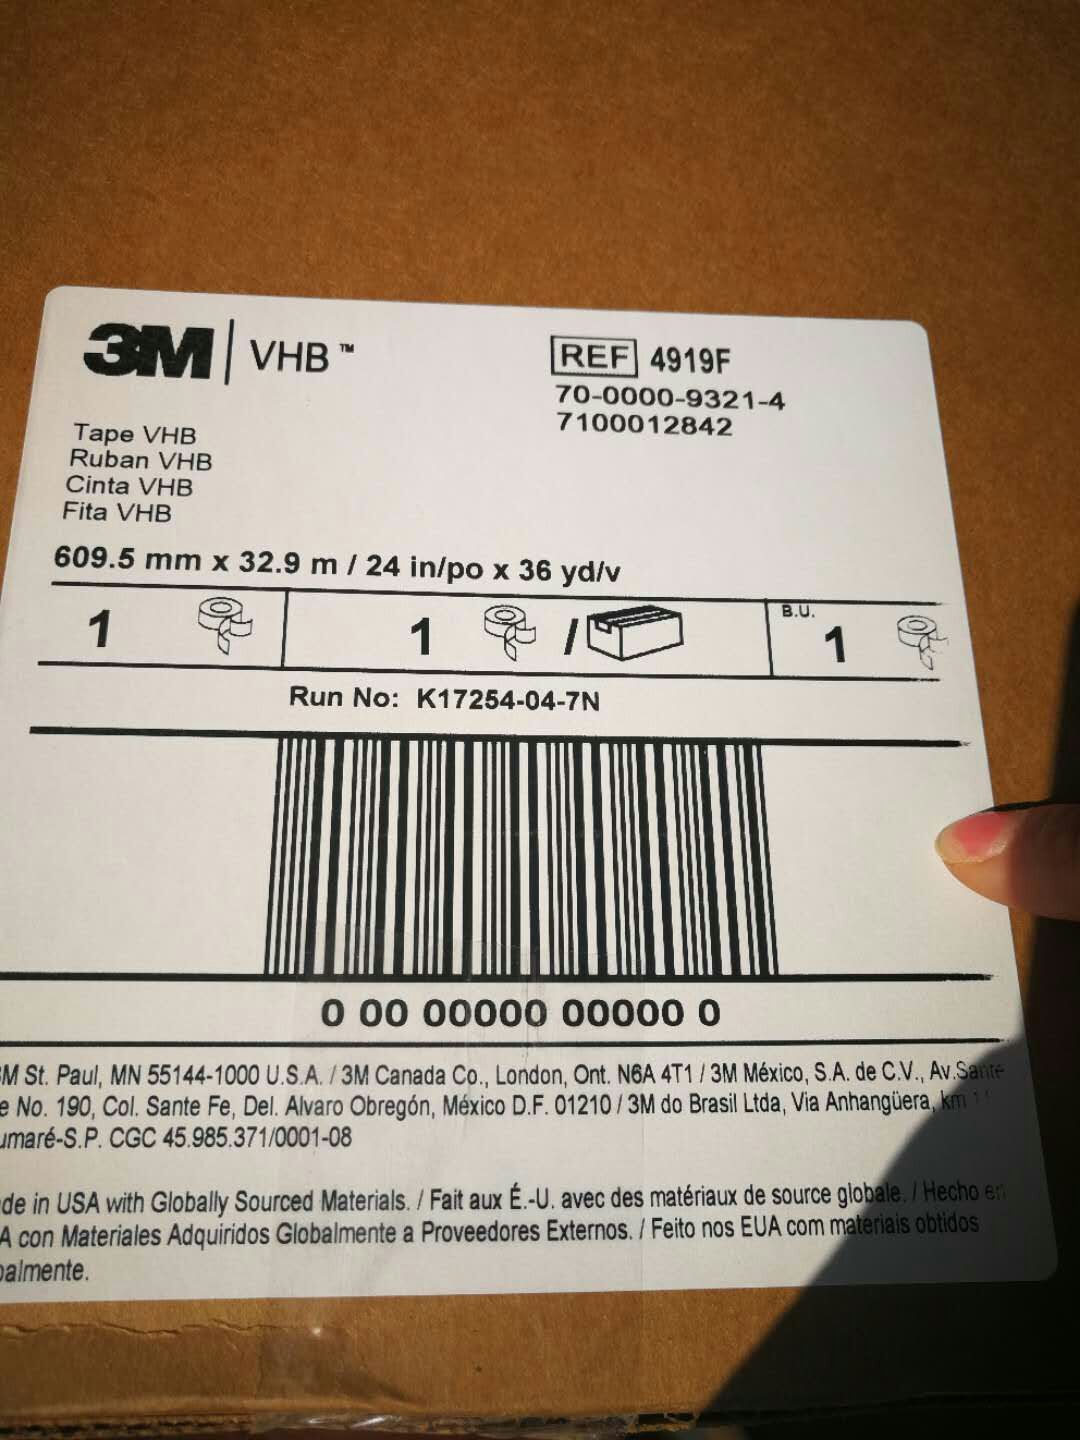 3M | VHB™
REF 4919F
70-0000-9321-4
7100012842
Tape VHB
Ruban VHB
Cinta VHB
Fita VHB
609.5 mm x 32.9 m / 24 in/po x 36 yd/v
1 1 / B.U. 1
Run No: K17254-04-7N
0 00 00000 00000 0
M St. Paul, MN 55144-1000 U.S.A. / 3M Canada Co., London, Ont. N6A 4T1 / 3M México, S.A. de C.V., Av.Sante
e No. 190, Col. Sante Fe, Del. Alvaro Obregón, México D.F. 01210 / 3M do Brasil Ltda, Via Anhangüera, km
umaré-S.P. CGC 45.985.371/0001-08
de in USA with Globally Sourced Materials. / Fait aux É.-U. avec des matériaux de source globale. / Hecho en
A con Materiales Adquiridos Globalmente a Proveedores Externos. / Feito nos EUA com materiais obtidos
balmente.